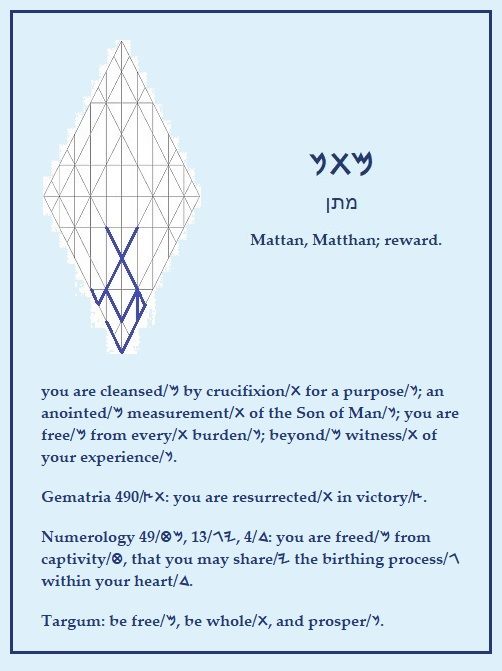 𐤌𐤕𐤍
מתן
Mattan, Matthan; reward.
you are cleansed/𐤌 by crucifixion/𐤕 for a purpose/𐤍; an
anointed/𐤌 measurement/𐤕 of the Son of Man/𐤍; you are
free/𐤌 from every/𐤕 burden/𐤍; beyond/𐤌 witness/𐤕 of
your experience/𐤍.
Gematria 490/𐤕𐤑: you are resurrected/𐤕 in victory/𐤑.
Numerology 49/𐤌𐤈, 13/𐤉𐤂, 4/𐤃: you are freed/𐤌 from
captivity/𐤈, that you may share/𐤉 the birthing process/𐤂
within your heart/𐤃.
Targum: be free/𐤌, be whole/𐤕, and prosper/𐤍.